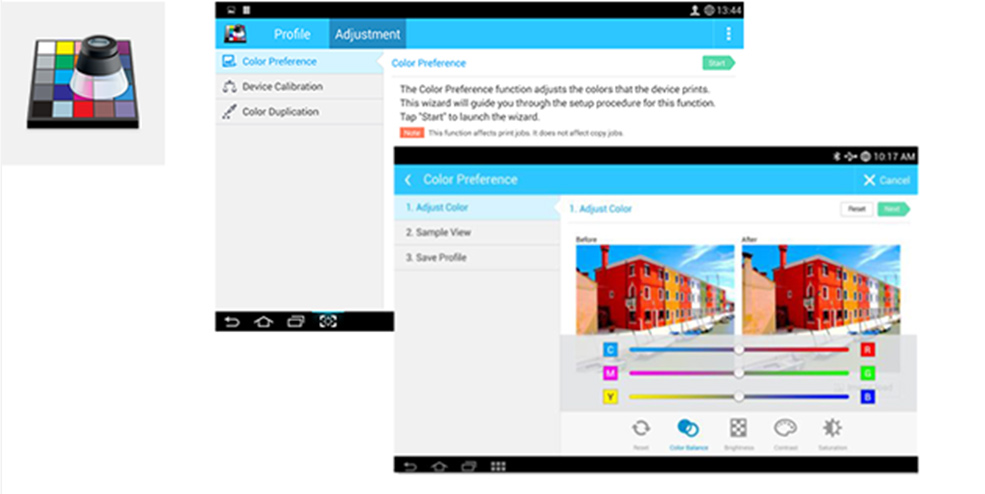 13:44
Profile
Adjustment
Color Preference
Device Calibration
Color Duplication
Color Preference
Start
The Color Preference function adjusts the colors that the device prints.
This wizard will guide you through the setup procedure for this function.
Tap "Start" to launch the wizard.
Note This function affects print jobs. It does not affect copy jobs.
10:17 AM
Color Preference
Cancel
1. Adjust Color
2. Sample View
3. Save Profile
1. Adjust Color
Reset
Next
Before
After
C R
M G
Y B
Reset
Color Balance
Brightness
Contrast
Saturation